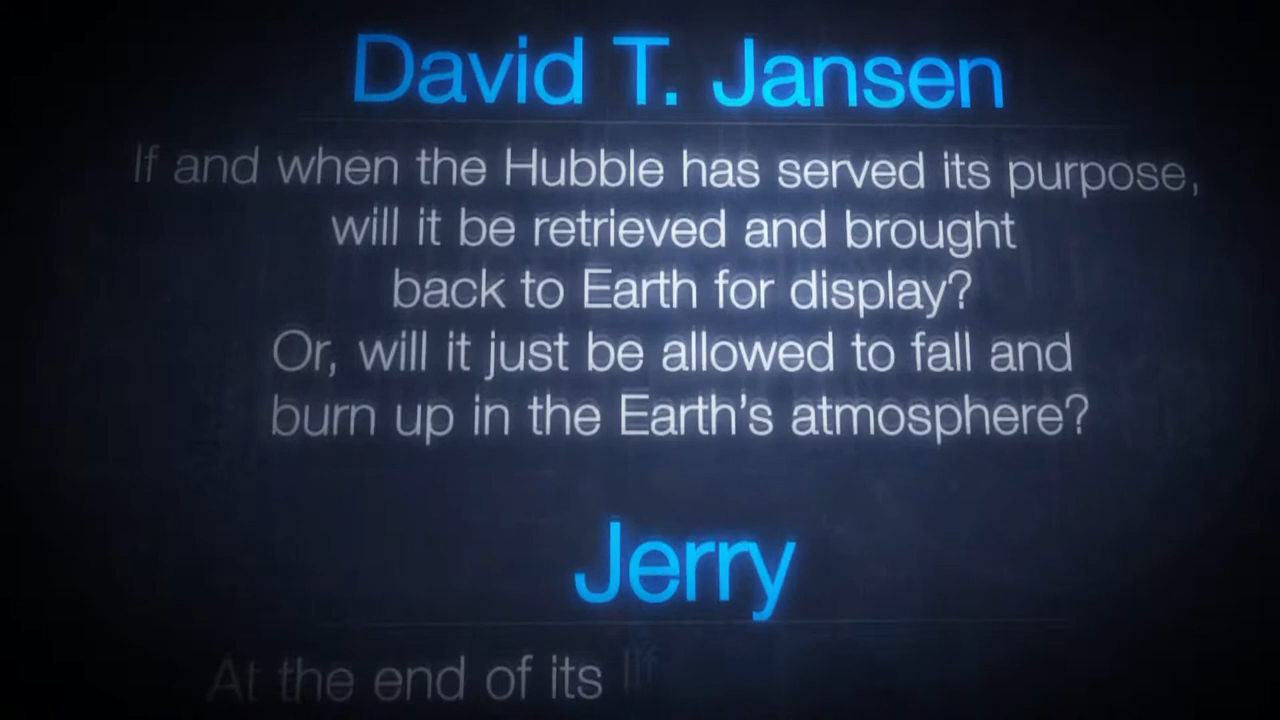 David T. Jansen
If and when the Hubble has served its purpose,
will it be retrieved and brought
back to Earth for display?
Or, will it just be allowed to fall and
burn up in the Earth's atmosphere?
Jerry
At the end of its